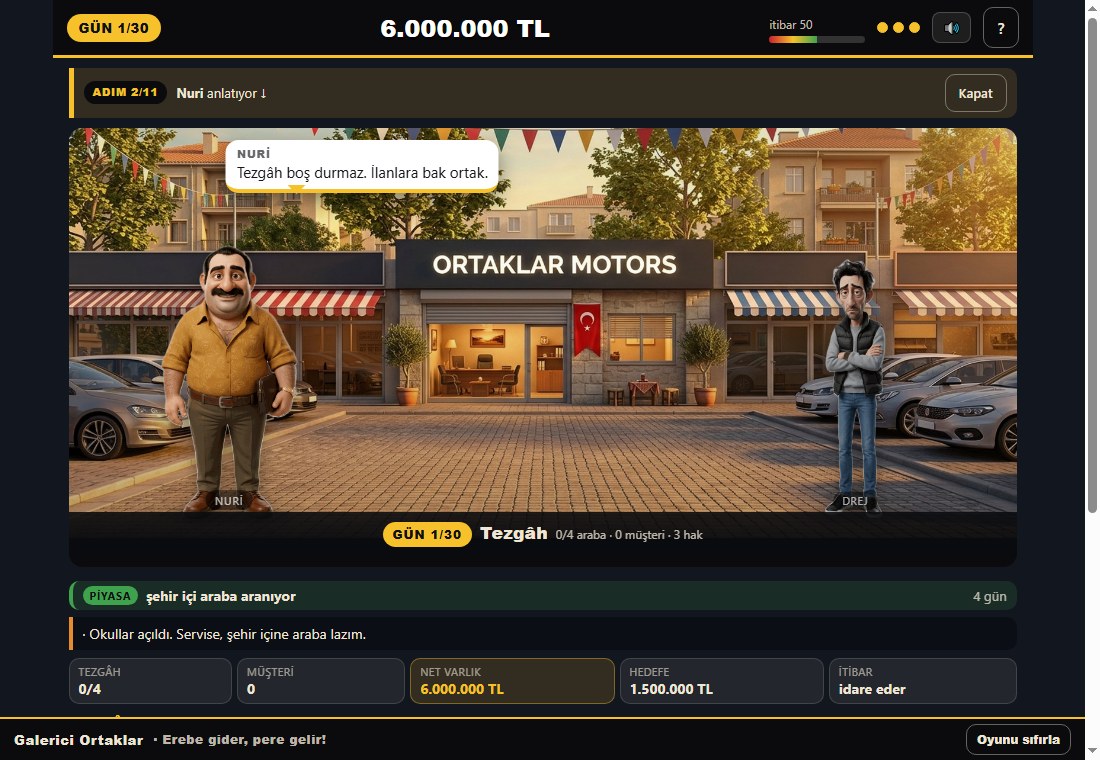 GÜN 1/30
6.000.000 TL
itibar 50
?
ADIM 2/11 Nuri anlatıyor ↓
Kapat
NURİ
Tezgâh boş durmaz. İlanlara bak ortak.
ORTAKLAR MOTORS
NURİ
DREJ
GÜN 1/30 Tezgâh 0/4 araba · 0 müşteri · 3 hak
PİYASA şehir içi araba aranıyor
4 gün
· Okullar açıldı. Servise, şehir içine araba lazım.
TEZGÂH
0/4
MÜŞTERİ
0
NET VARLIK
6.000.000 TL
HEDEFE
1.500.000 TL
İTİBAR
idare eder
Galerici Ortaklar · Erebe gider, pere gelir!
Oyunu sıfırla